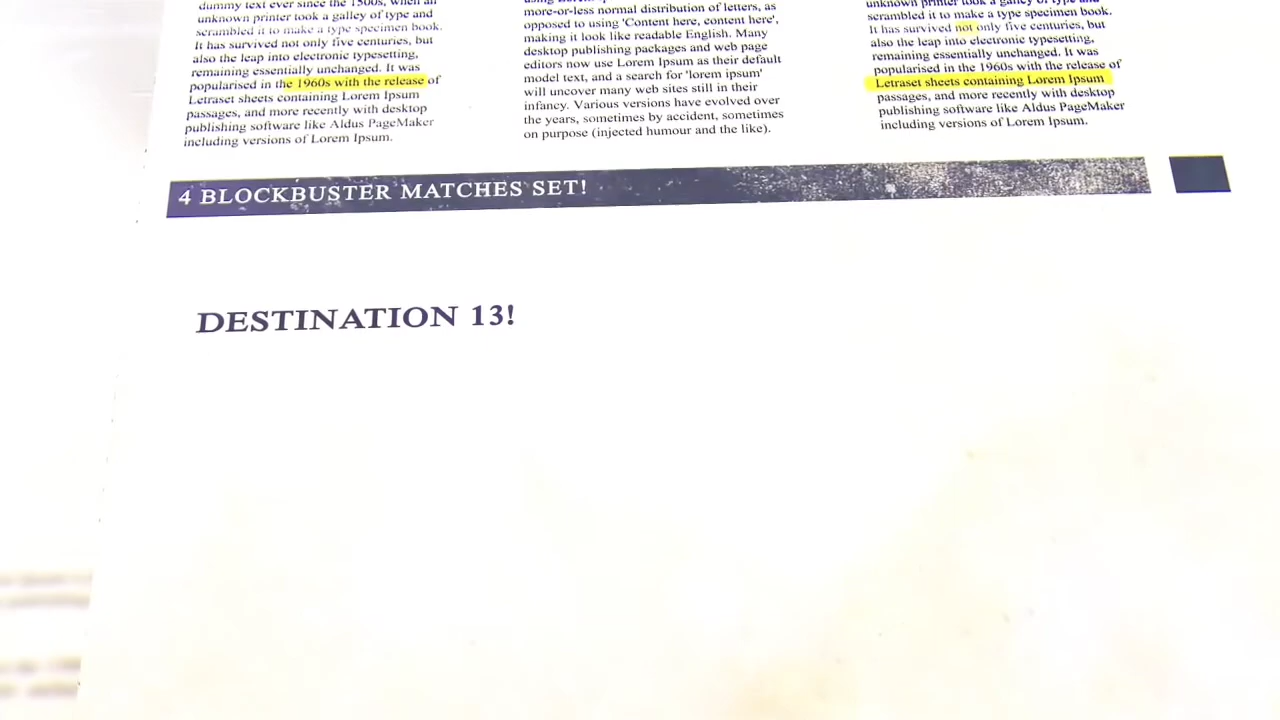 dummy text ever since the 1500s, when an
unknown printer took a galley of type and
scrambled it to make a type specimen book.
It has survived not only five centuries, but
also the leap into electronic typesetting,
remaining essentially unchanged. It was
popularised in the 1960s with the release of
Letraset sheets containing Lorem Ipsum
passages, and more recently with desktop
publishing software like Aldus PageMaker
including versions of Lorem Ipsum.
more-or-less normal distribution of letters, as
opposed to using 'Content here, content here',
making it look like readable English. Many
desktop publishing packages and web page
editors now use Lorem Ipsum as their default
model text, and a search for 'lorem ipsum'
will uncover many web sites still in their
infancy. Various versions have evolved over
the years, sometimes by accident, sometimes
on purpose (injected humour and the like).
unknown printer took a galley of type and
scrambled it to make a type specimen book.
It has survived not only five centuries, but
also the leap into electronic typesetting,
remaining essentially unchanged. It was
popularised in the 1960s with the release of
Letraset sheets containing Lorem Ipsum
passages, and more recently with desktop
publishing software like Aldus PageMaker
including versions of Lorem Ipsum.
4 BLOCKBUSTER MATCHES SET!
DESTINATION 13!